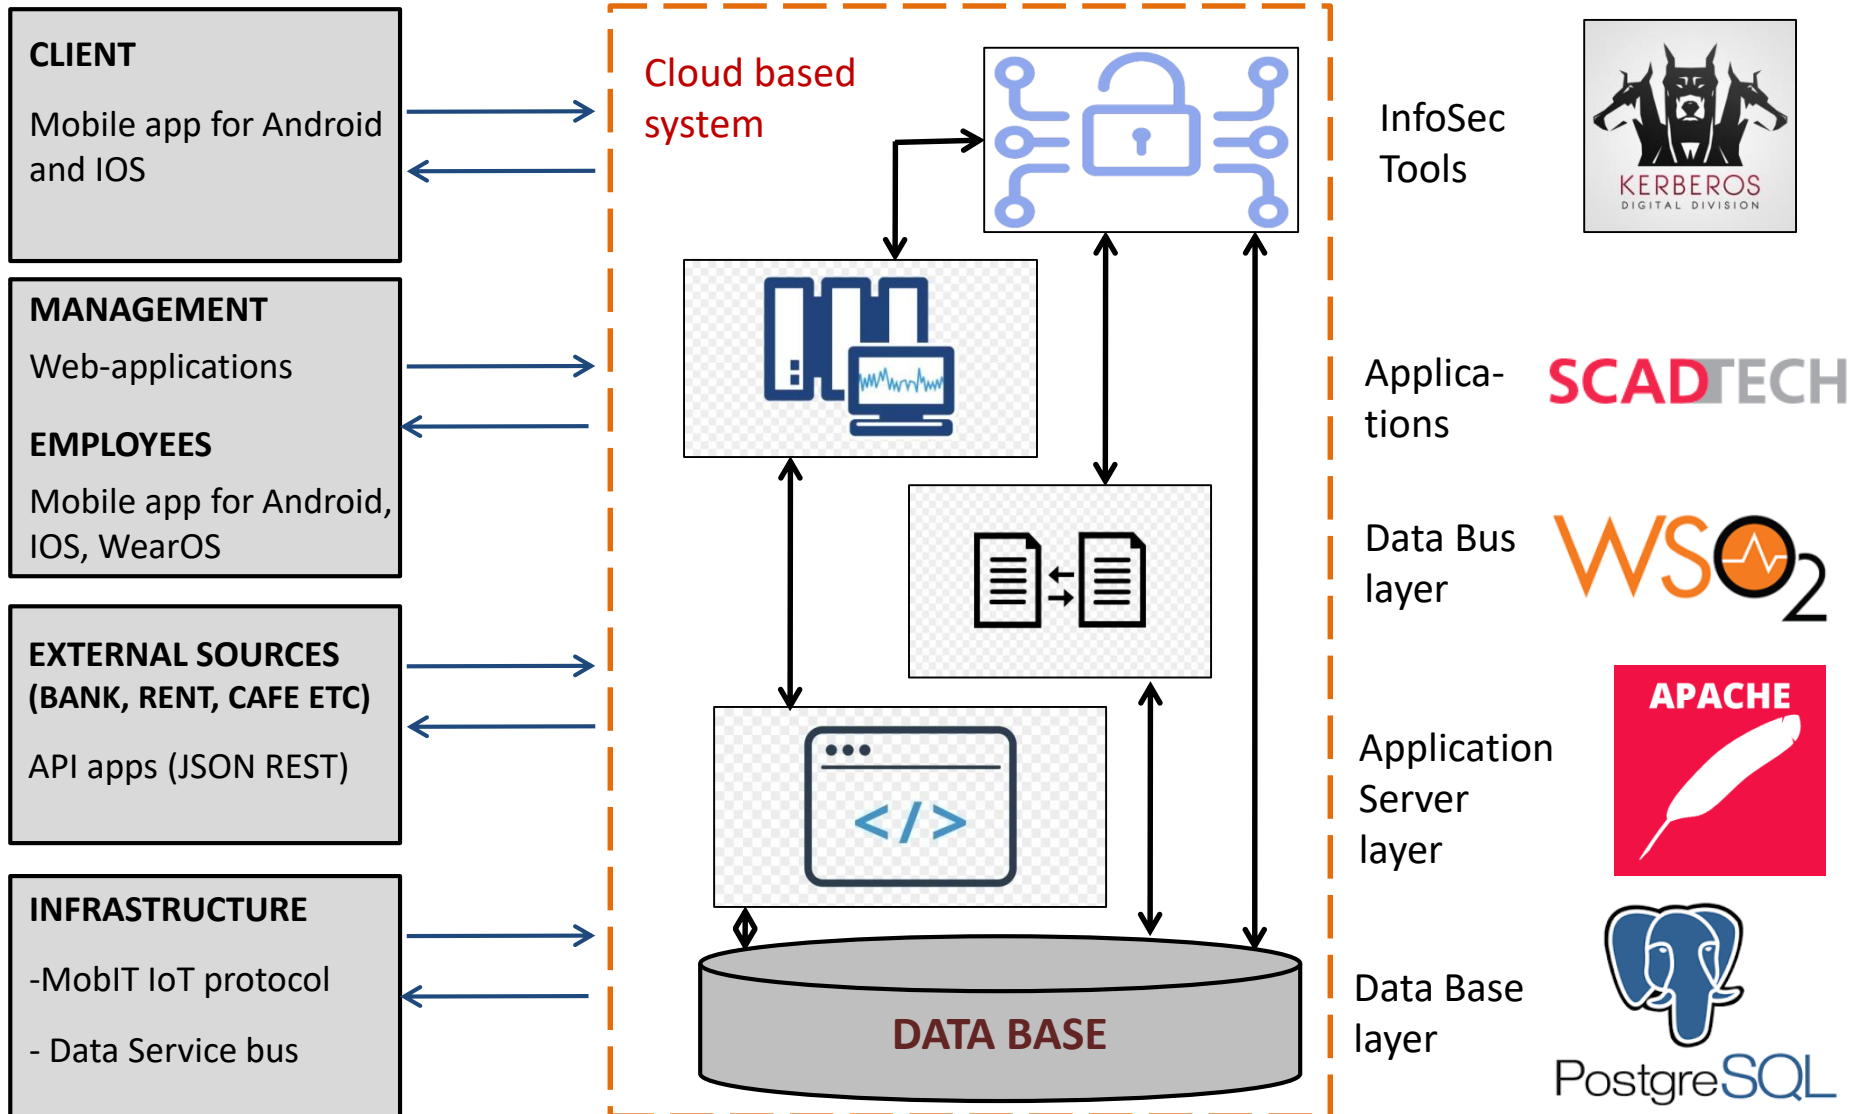 CLIENT
Mobile app for Android
and IOS
MANAGEMENT
Web-applications
EMPLOYEES
Mobile app for Android,
IOS, WearOS
EXTERNAL SOURCES
(BANK, RENT, CAFE ETC)
API apps (JSON REST)
INFRASTRUCTURE
-MobIT IoT protocol
- Data Service bus
Cloud based
system
</>
DATA BASE
InfoSec
Tools
KERBEROS
DIGITAL DIVISION
Applica-
tions
SCADTECH
Data Bus
layer
WSO2
Application
Server
layer
APACHE
Data Base
layer
PostgreSQL